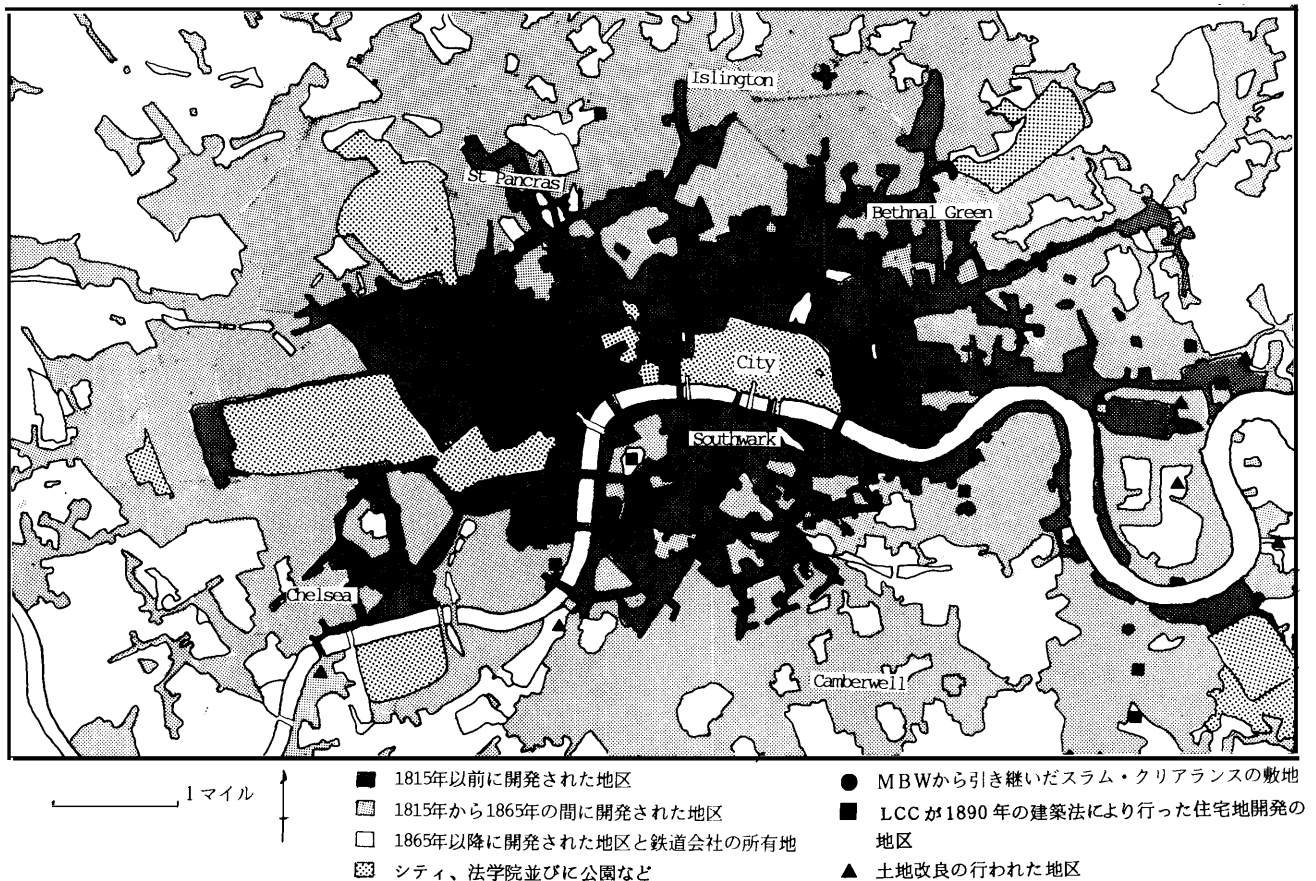 Islington
St Pancras
Bethnal Green
City
Southwark
Chelsea
Camberwell
1マイル
1815年以前に開発された地区
1815年から1865年の間に開発された地区
1865年以降に開発された地区と鉄道会社の所有地
シティ、法学院並びに公園など
MBWから引き継いだスラム・クリアランスの敷地
LCCが1890年の建築法により行った住宅地開発の
地区
土地改良の行われた地区